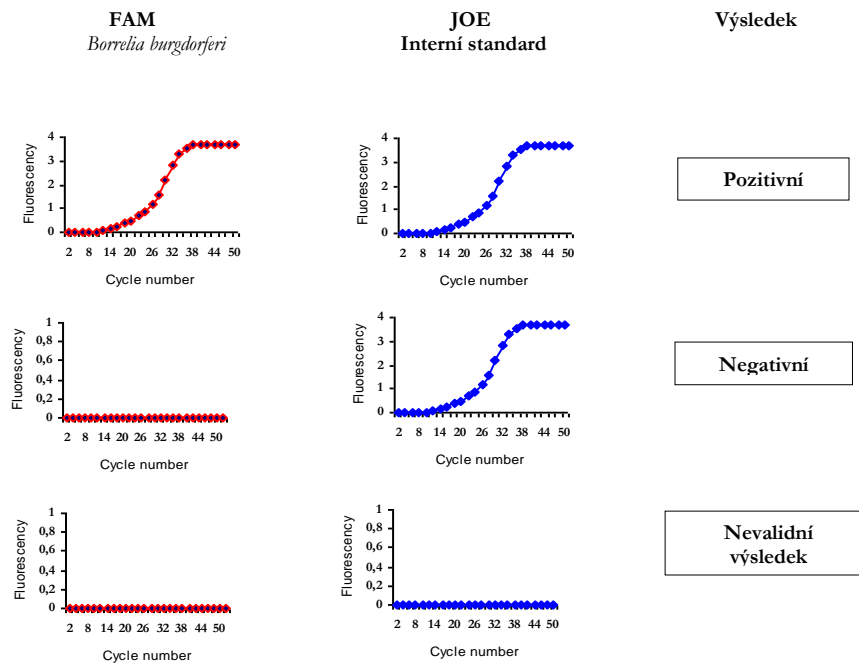 FAM
Borrelia burgdorferi
JOE
Interní standard
Výsledek
Fluorescency
4
3
2
1
0
2 8 14 20 26 32 38 44 50
Cycle number
Fluorescency
4
3
2
1
0
2 8 14 20 26 32 38 44 50
Cycle number
Pozitivní
Fluorescency
1
0,8
0,6
0,4
0,2
0
2 8 14 20 26 32 38 44 50
Cycle number
Fluorescency
4
3
2
1
0
2 8 14 20 26 32 38 44 50
Cycle number
Negativní
Fluorescency
1
0,8
0,6
0,4
0,2
0
2 8 14 20 26 32 38 44 50
Cycle number
Fluorescency
1
0,8
0,6
0,4
0,2
0
2 8 14 20 26 32 38 44 50
Cycle number
Nevalidní
výsledek